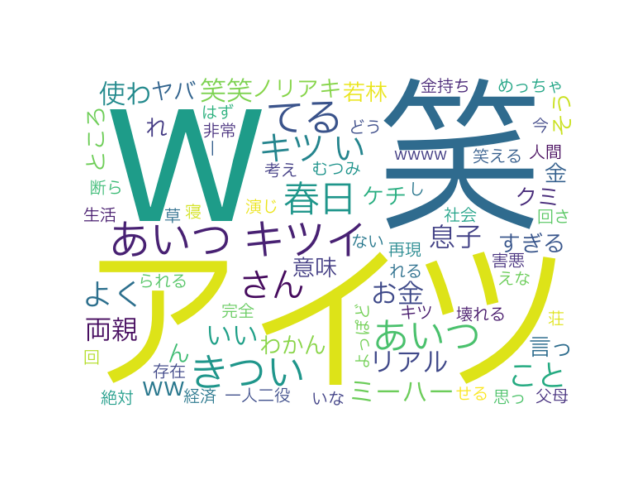 使わ ヤバ 笑笑 ノリアキ 若林 金持ち めっちゃ
はず
れ 非常 てる どう 笑 いえ 今
ー
ところ W キツい wwww 笑える 人間
考え むつみ 金
断ら 春日 ケチ し クミ
生活 草 寝 演じ 社会 回さ
あいつ キツイ ない 再現 息子 すぎる
さん 意味 れる 害悪 えな
られる アイツ
よく お金 キツ 壊れる 荘
完全
両親 いい わかん あいつ 言っ
ん リアル
回 存在 きつい こと
ww ミーハー せる
絶対 経済 一人二役 いな 思っ 父母